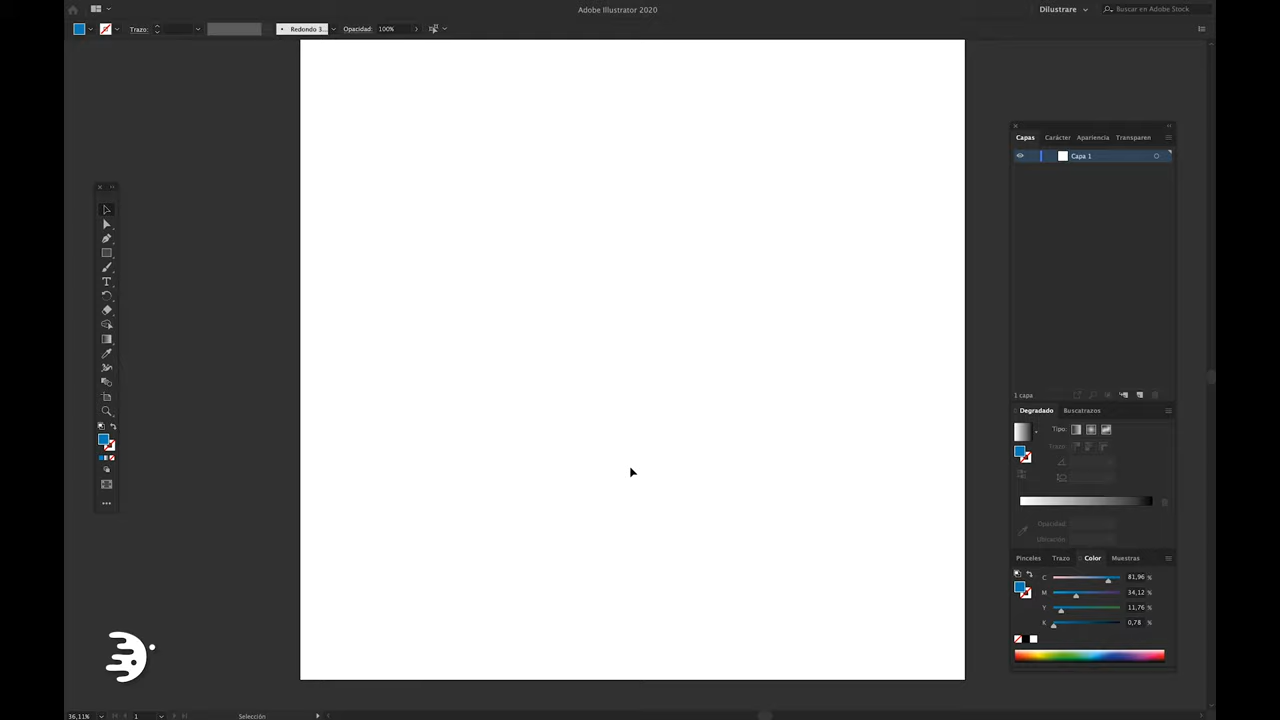 Adobe Illustrator 2020
Dilustrare
Buscar en Adobe Stock
Trazo:
Redondo 3...
Opacidad:
100%
Capas
Carácter
Apariencia
Transparen
Capa 1
T
1 capa
Degradado
Buscatrazos
Tipo:
Trazo:
Opacidad:
Ubicación:
Pinceles
Trazo
Color
Muestras
C
81,96 %
M
34,12 %
Y
11,76 %
K
0,78 %
36,11%
1
Selección